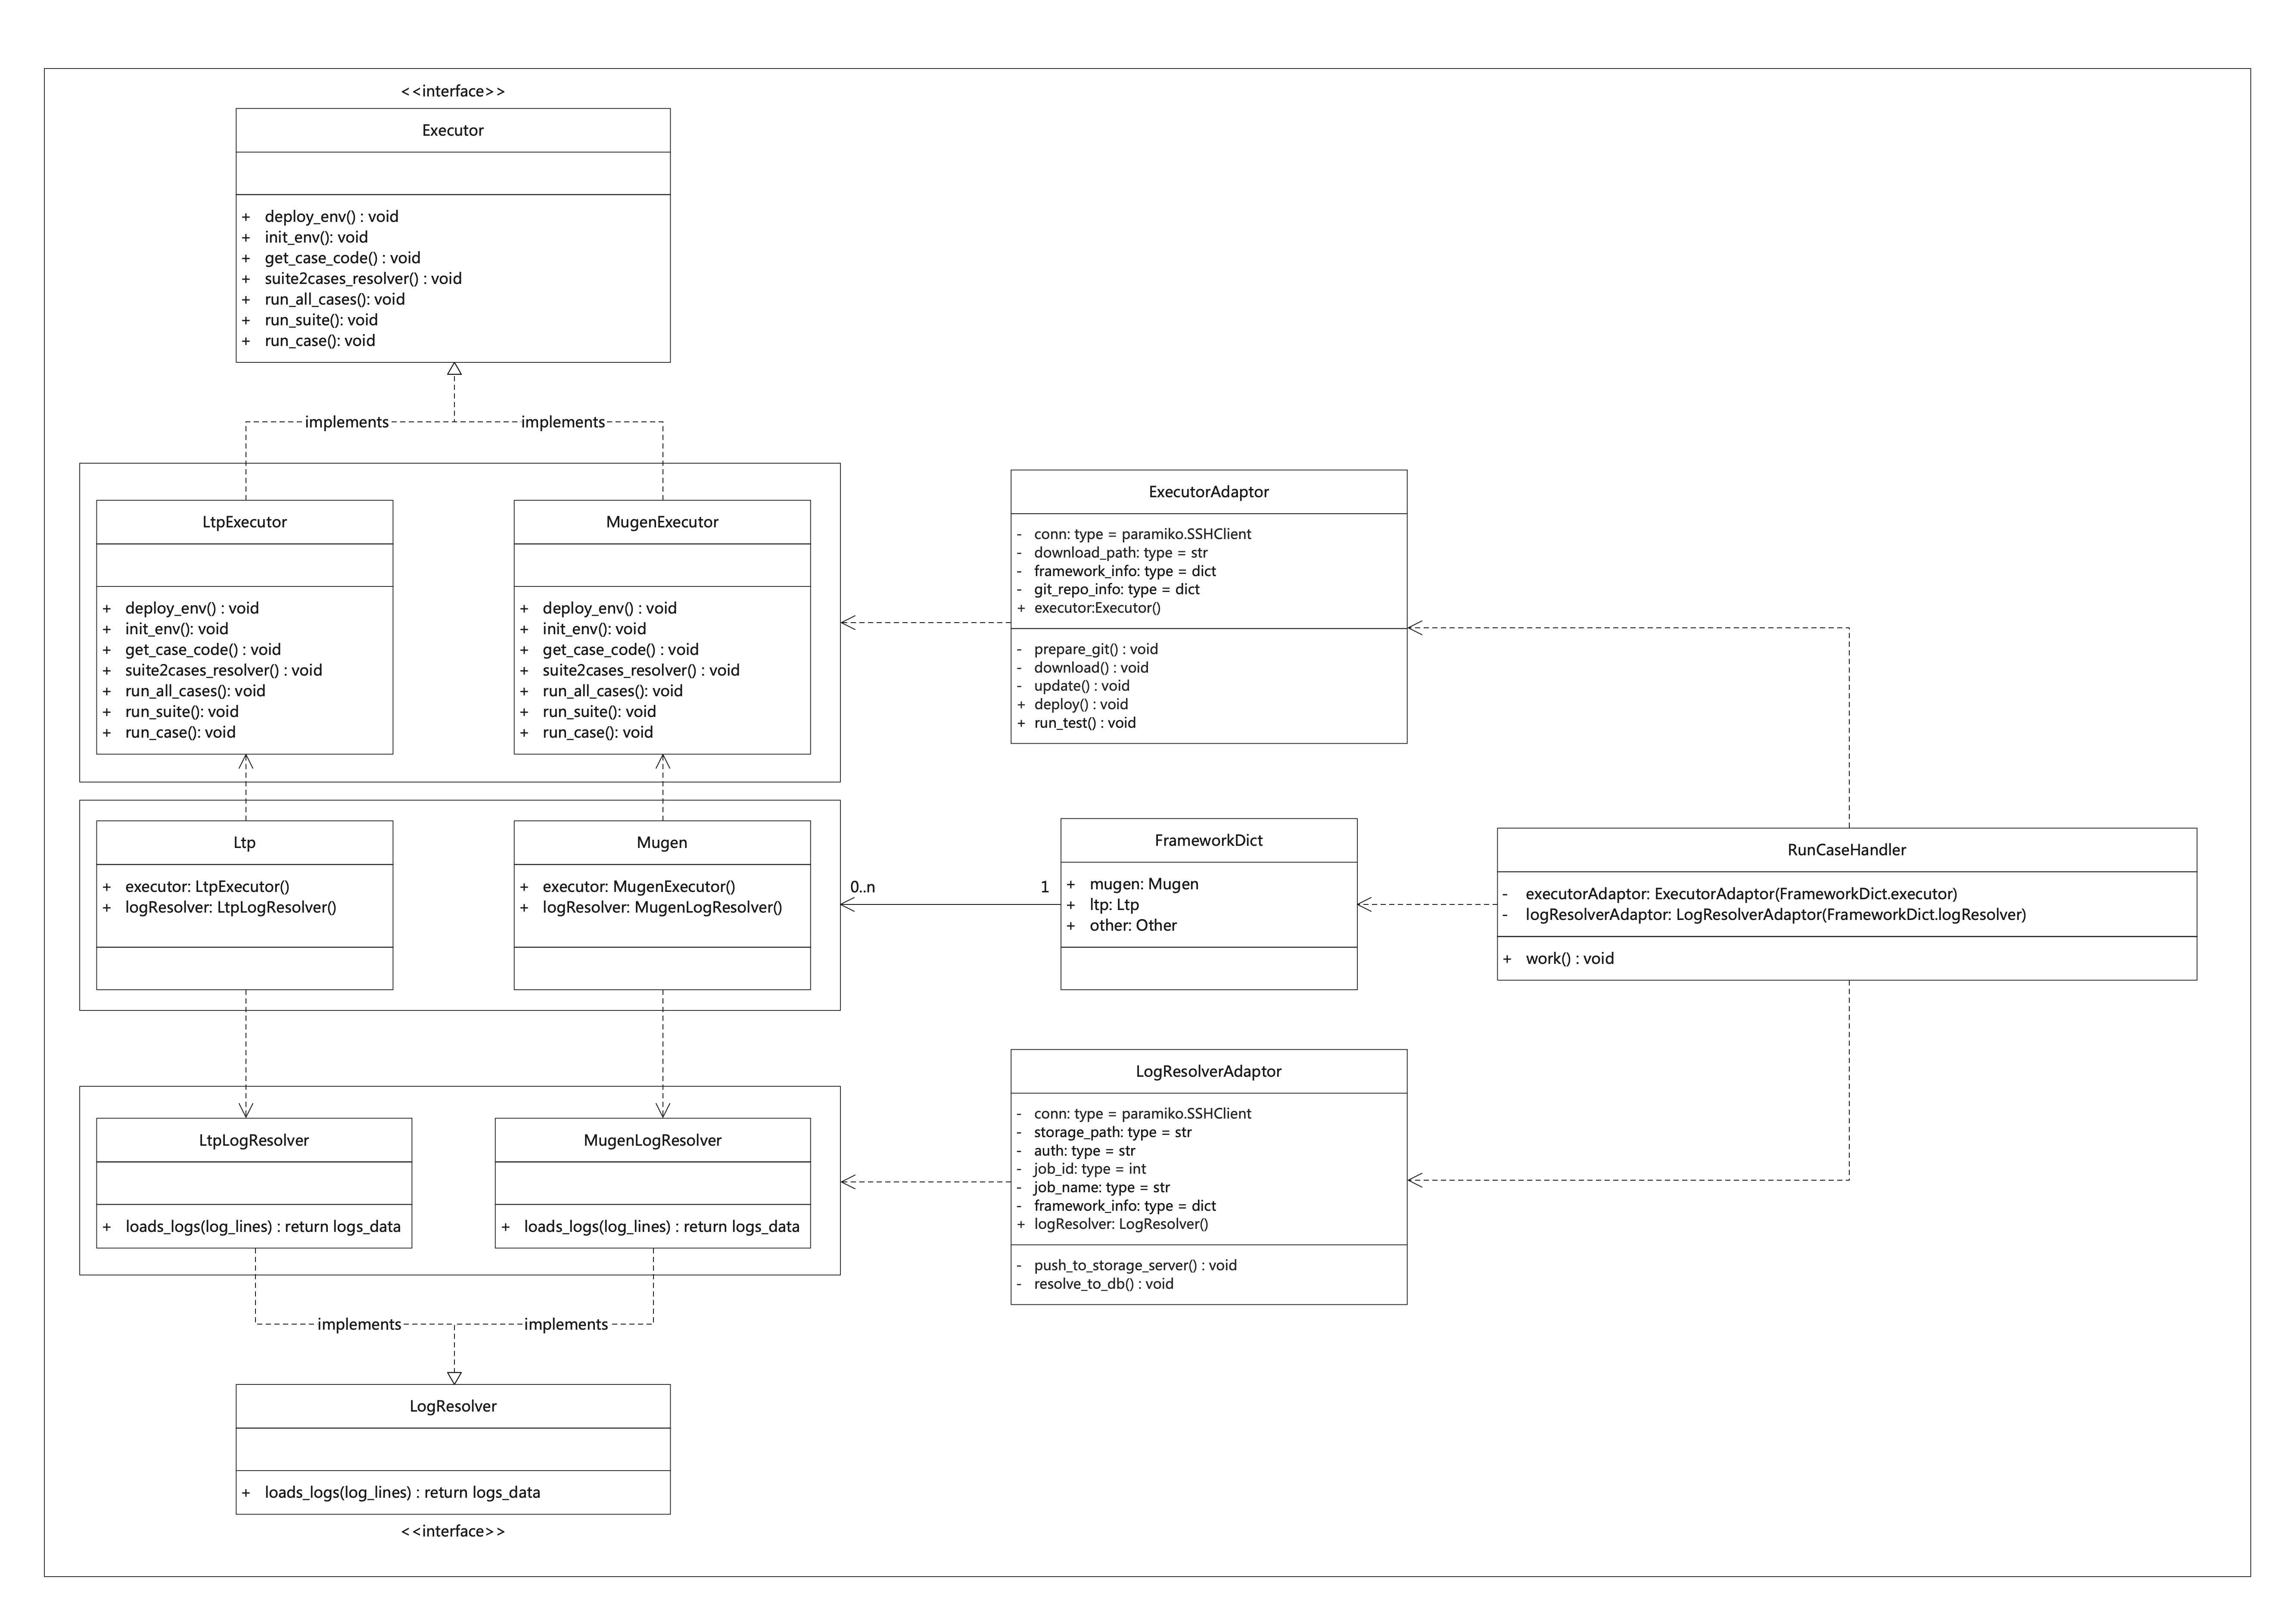 <<interface>>
Executor
+ deploy_env() : void
+ init_env(): void
+ get_case_code() : void
+ suite2cases_resolver() : void
+ run_all_cases(): void
+ run_suite(): void
+ run_case(): void
implements
implements
LtpExecutor
+ deploy_env() : void
+ init_env(): void
+ get_case_code() : void
+ suite2cases_resolver() : void
+ run_all_cases(): void
+ run_suite(): void
+ run_case(): void
MugenExecutor
+ deploy_env() : void
+ init_env(): void
+ get_case_code() : void
+ suite2cases_resolver() : void
+ run_all_cases(): void
+ run_suite(): void
+ run_case(): void
ExecutorAdaptor
- conn: type = paramiko.SSHClient
- download_path: type = str
- framework_info: type = dict
- git_repo_info: type = dict
+ executor:Executor()
- prepare_git() : void
- download() : void
- update() : void
+ deploy() : void
+ run_test() : void
Ltp
+ executor: LtpExecutor()
+ logResolver: LtpLogResolver()
Mugen
+ executor: MugenExecutor()
+ logResolver: MugenLogResolver()
0..n
1
FrameworkDict
+ mugen: Mugen
+ ltp: Ltp
+ other: Other
RunCaseHandler
- executorAdaptor: ExecutorAdaptor(FrameworkDict.executor)
- logResolverAdaptor: LogResolverAdaptor(FrameworkDict.logResolver)
+ work() : void
LtpLogResolver
+ loads_logs(log_lines) : return logs_data
MugenLogResolver
+ loads_logs(log_lines) : return logs_data
LogResolverAdaptor
- conn: type = paramiko.SSHClient
- storage_path: type = str
- auth: type = str
- job_id: type = int
- job_name: type = str
- framework_info: type = dict
+ logResolver: LogResolver()
- push_to_storage_server() : void
- resolve_to_db() : void
implements
implements
LogResolver
+ loads_logs(log_lines) : return logs_data
<<interface>>